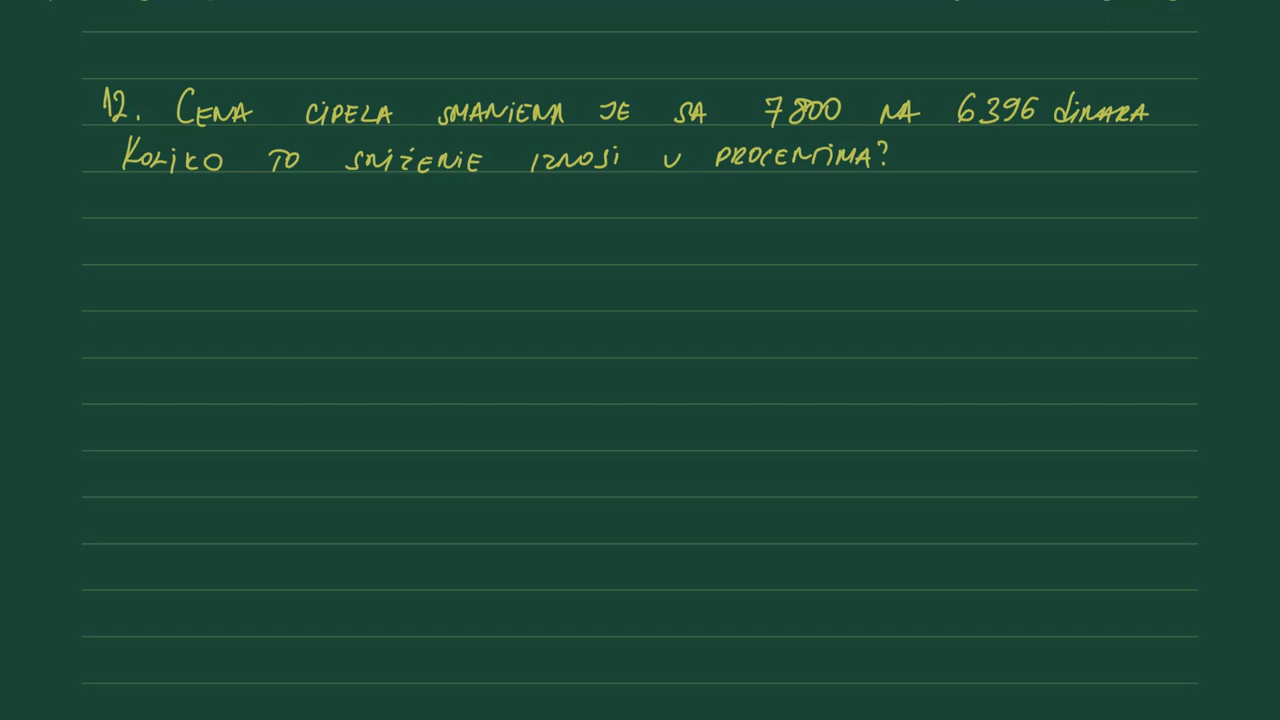 12. CENA CIPELA SMANJENA JE SA 7800 NA 6396 DINARA
KOLIKO TO SNIŽENJE IZNOSI U PROCENTIMA?